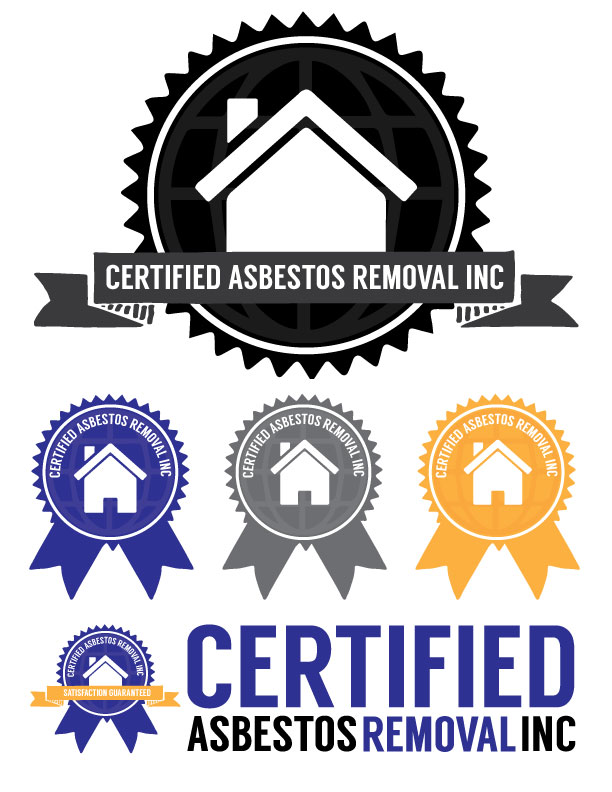 CERTIFIED ASBESTOS REMOVAL INC
CERTIFIED ASBESTOS REMOVAL INC
CERTIFIED ASBESTOS REMOVAL INC
CERTIFIED ASBESTOS REMOVAL INC
CERTIFIED ASBESTOS REMOVAL INC
SATISFACTION GUARANTEED
CERTIFIED
ASBESTOS REMOVAL INC